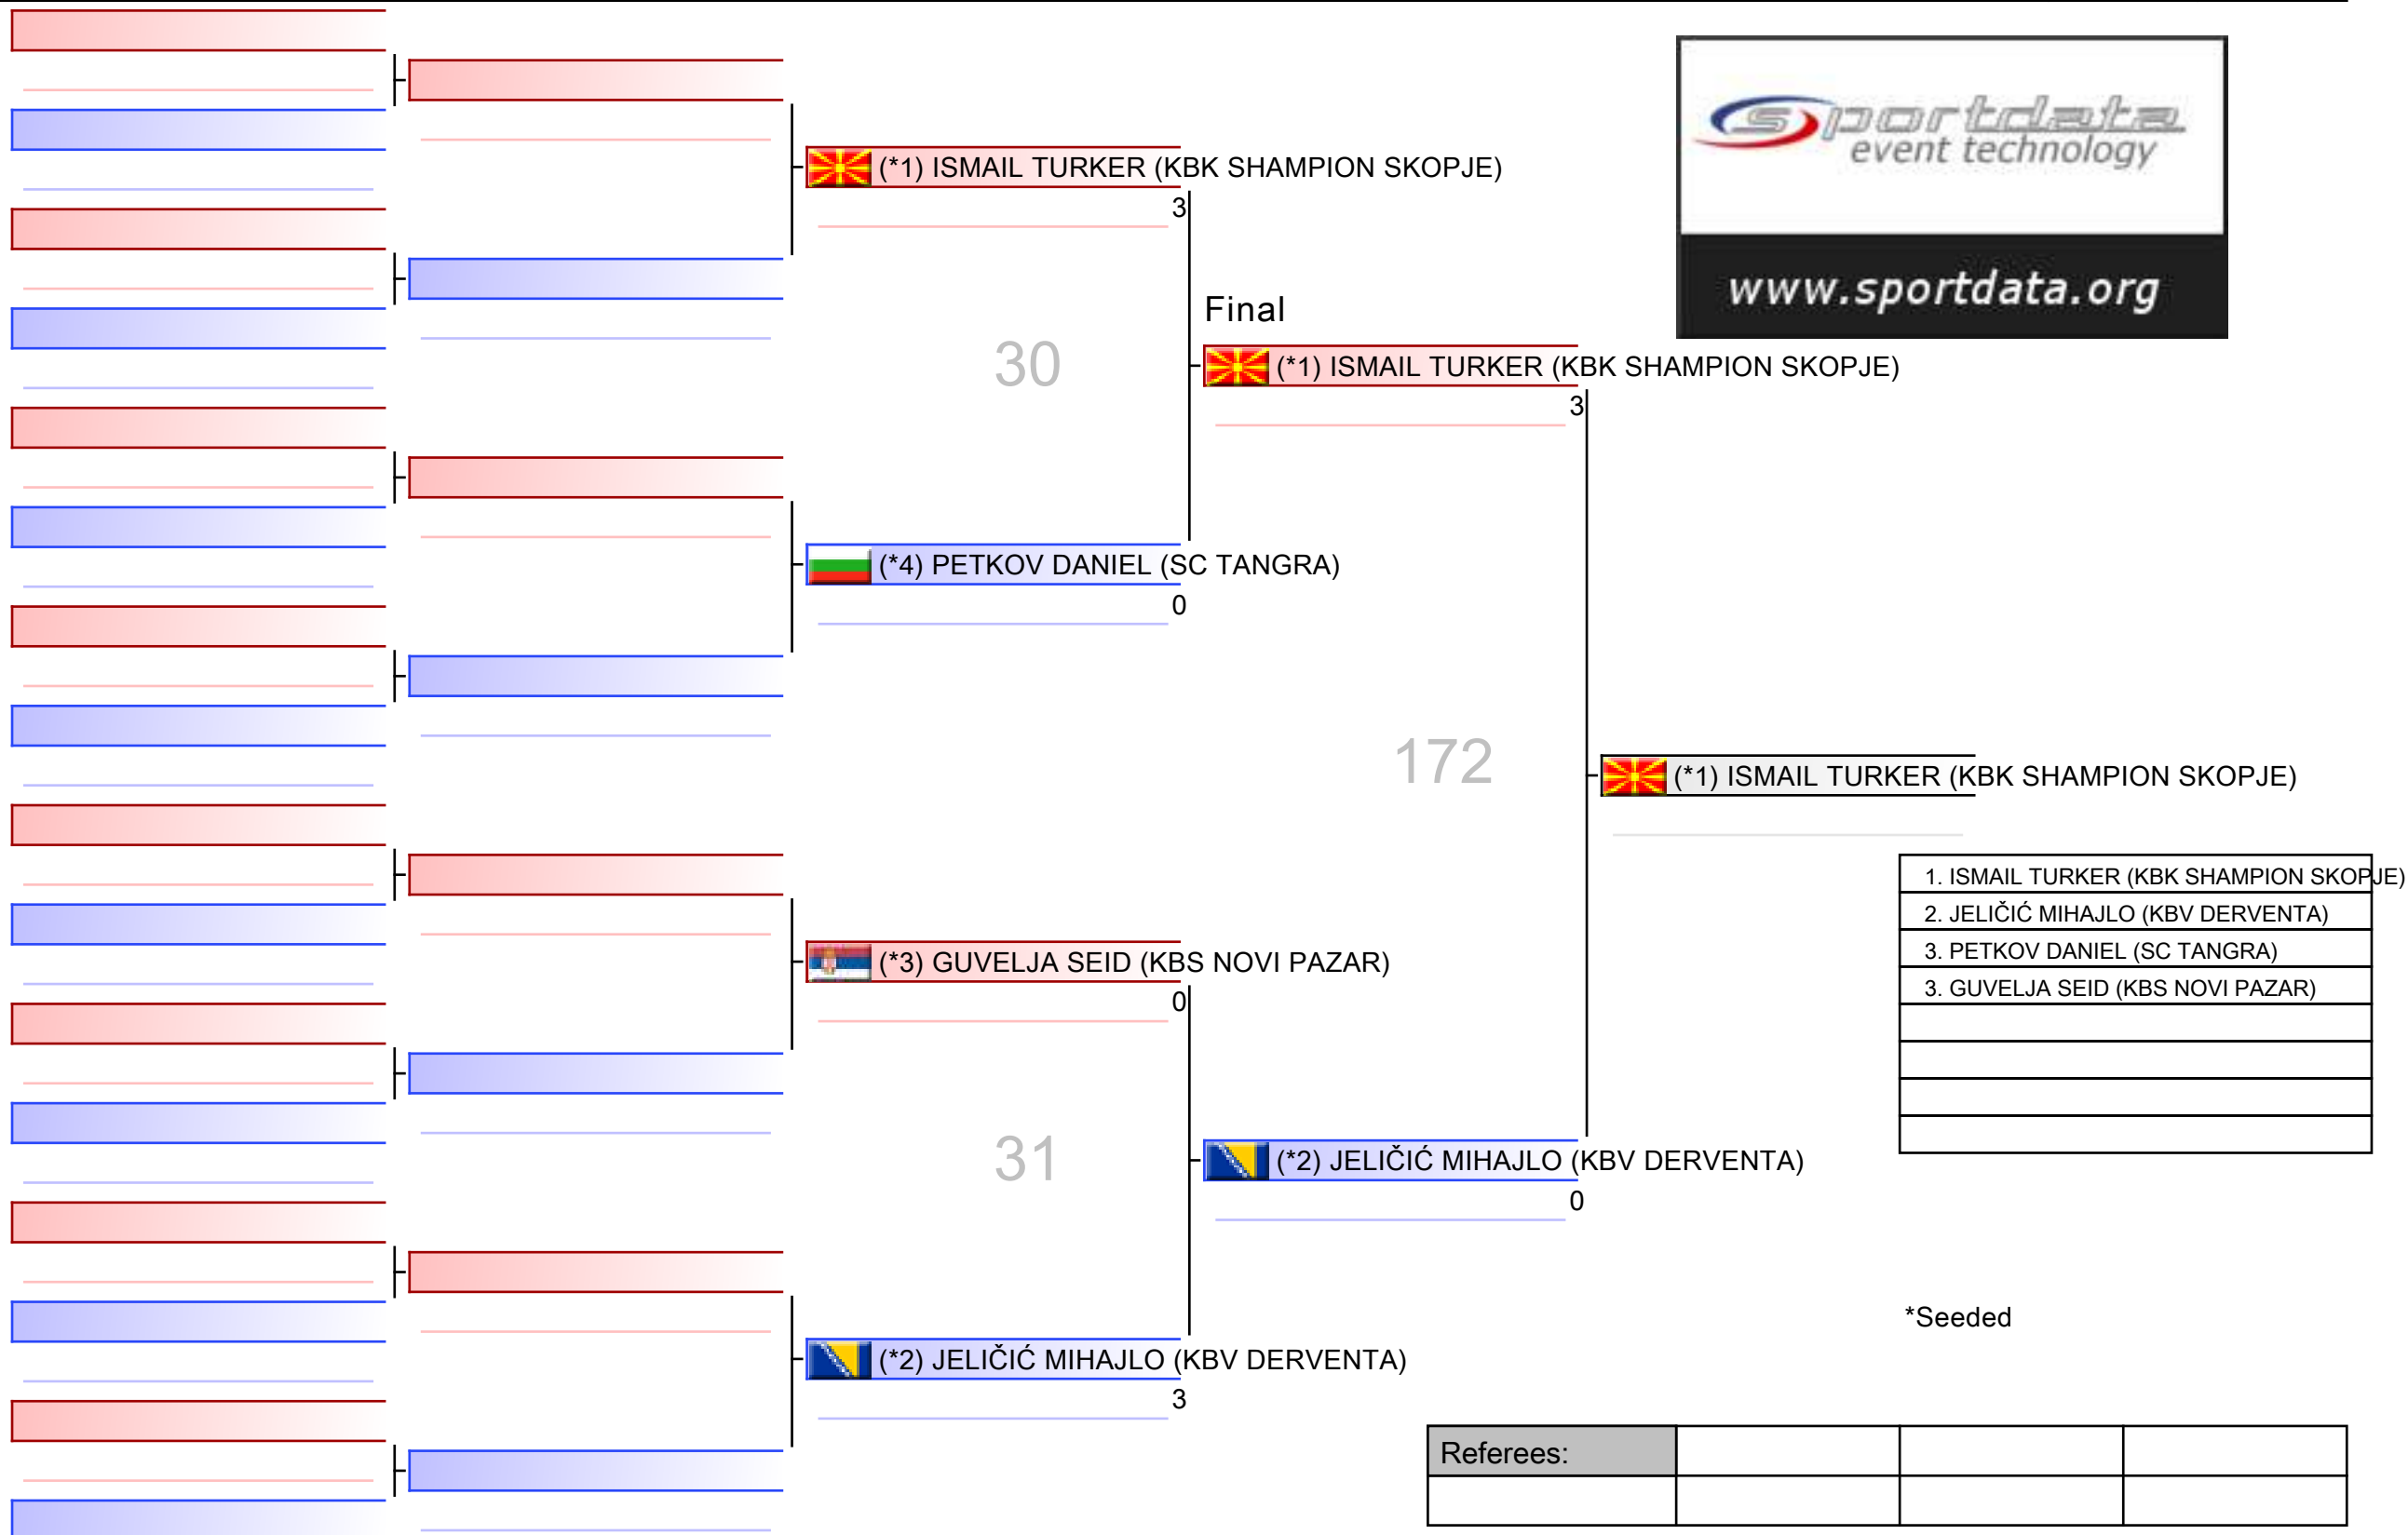 sportdata
event technology
www.sportdata.org
(*1) ISMAIL TURKER (KBK SHAMPION SKOPJE)
3
30
(*4) PETKOV DANIEL (SC TANGRA)
0
Final
(*1) ISMAIL TURKER (KBK SHAMPION SKOPJE)
3
172
(*1) ISMAIL TURKER (KBK SHAMPION SKOPJE)
(*3) GUVELJA SEID (KBS NOVI PAZAR)
0
31
(*2) JELIČIĆ MIHAJLO (KBV DERVENTA)
3
(*2) JELIČIĆ MIHAJLO (KBV DERVENTA)
0
1. ISMAIL TURKER (KBK SHAMPION SKOPJE)
2. JELIČIĆ MIHAJLO (KBV DERVENTA)
3. PETKOV DANIEL (SC TANGRA)
3. GUVELJA SEID (KBS NOVI PAZAR)
*Seeded
Referees: